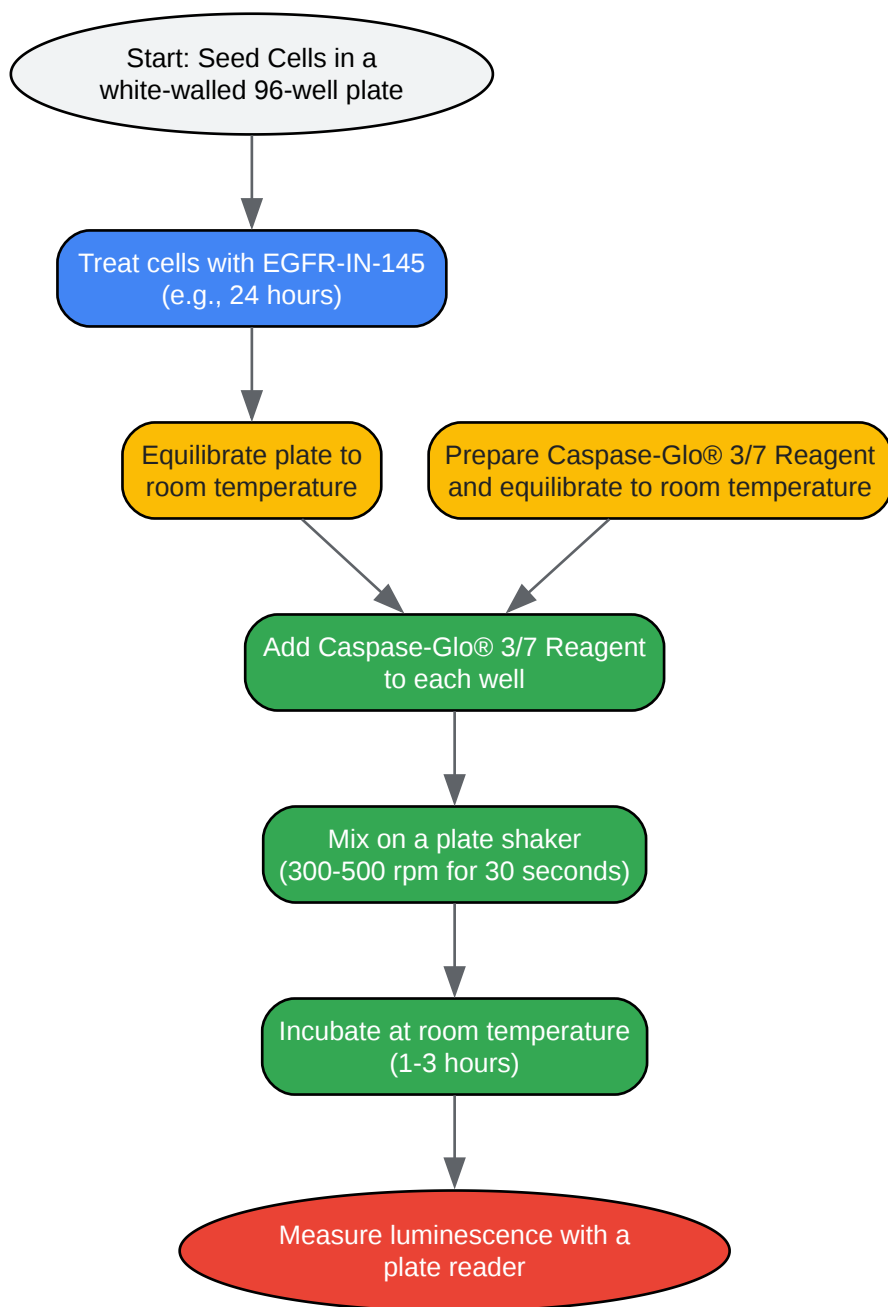 Start: Seed Cells in a
white-walled 96-well plate
Treat cells with EGFR-IN-145
(e.g., 24 hours)
Equilibrate plate to
room temperature
Prepare Caspase-Glo® 3/7 Reagent
and equilibrate to room temperature
Add Caspase-Glo® 3/7 Reagent
to each well
Mix on a plate shaker
(300-500 rpm for 30 seconds)
Incubate at room temperature
(1-3 hours)
Measure luminescence with a
plate reader